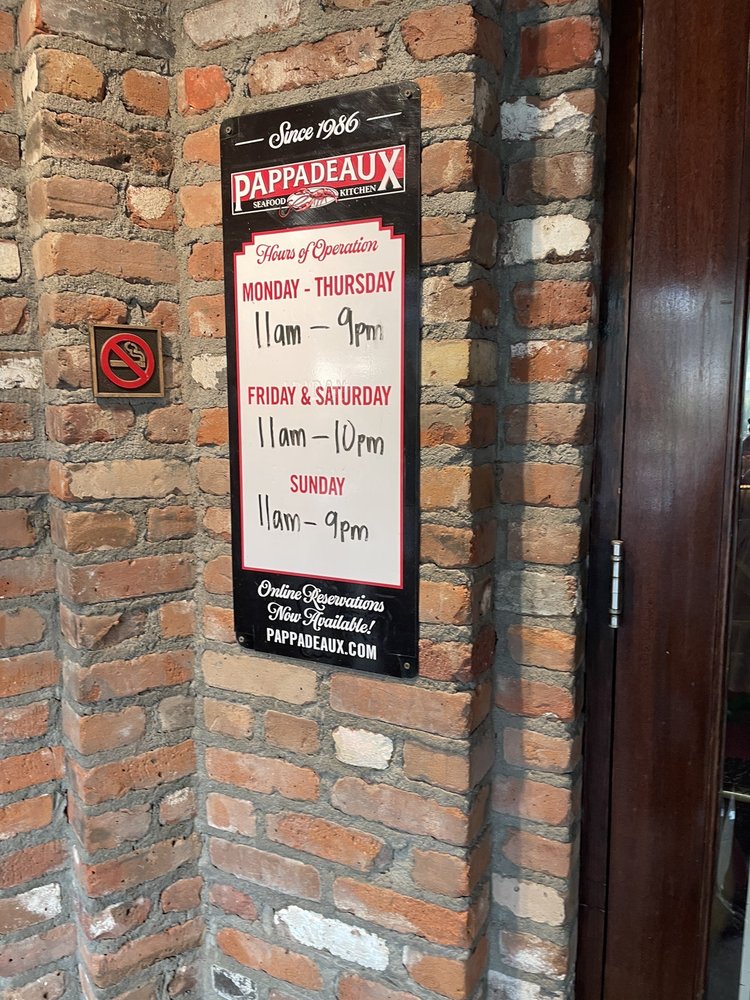 Since 1986
PAPPADEAUX
SEAFOOD KITCHEN
Hours of Operation
MONDAY - THURSDAY
11am - 9pm
FRIDAY & SATURDAY
11am - 10pm
SUNDAY
11am - 9pm
Online Reservations
Now Available!
PAPPADEAUX.COM